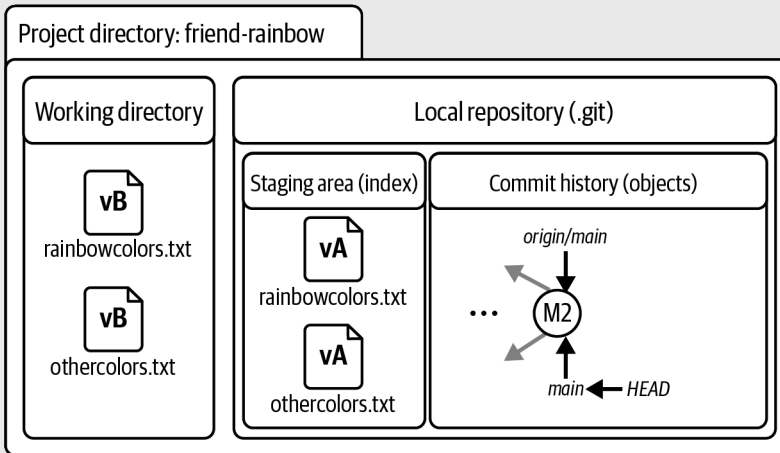 Project directory: friend-rainbow
Working directory
vB
rainbowcolors.txt
vB
othercolors.txt
Local repository (.git)
Staging area (index)
vA
rainbowcolors.txt
vA
othercolors.txt
Commit history (objects)
origin/main
... M2
main HEAD